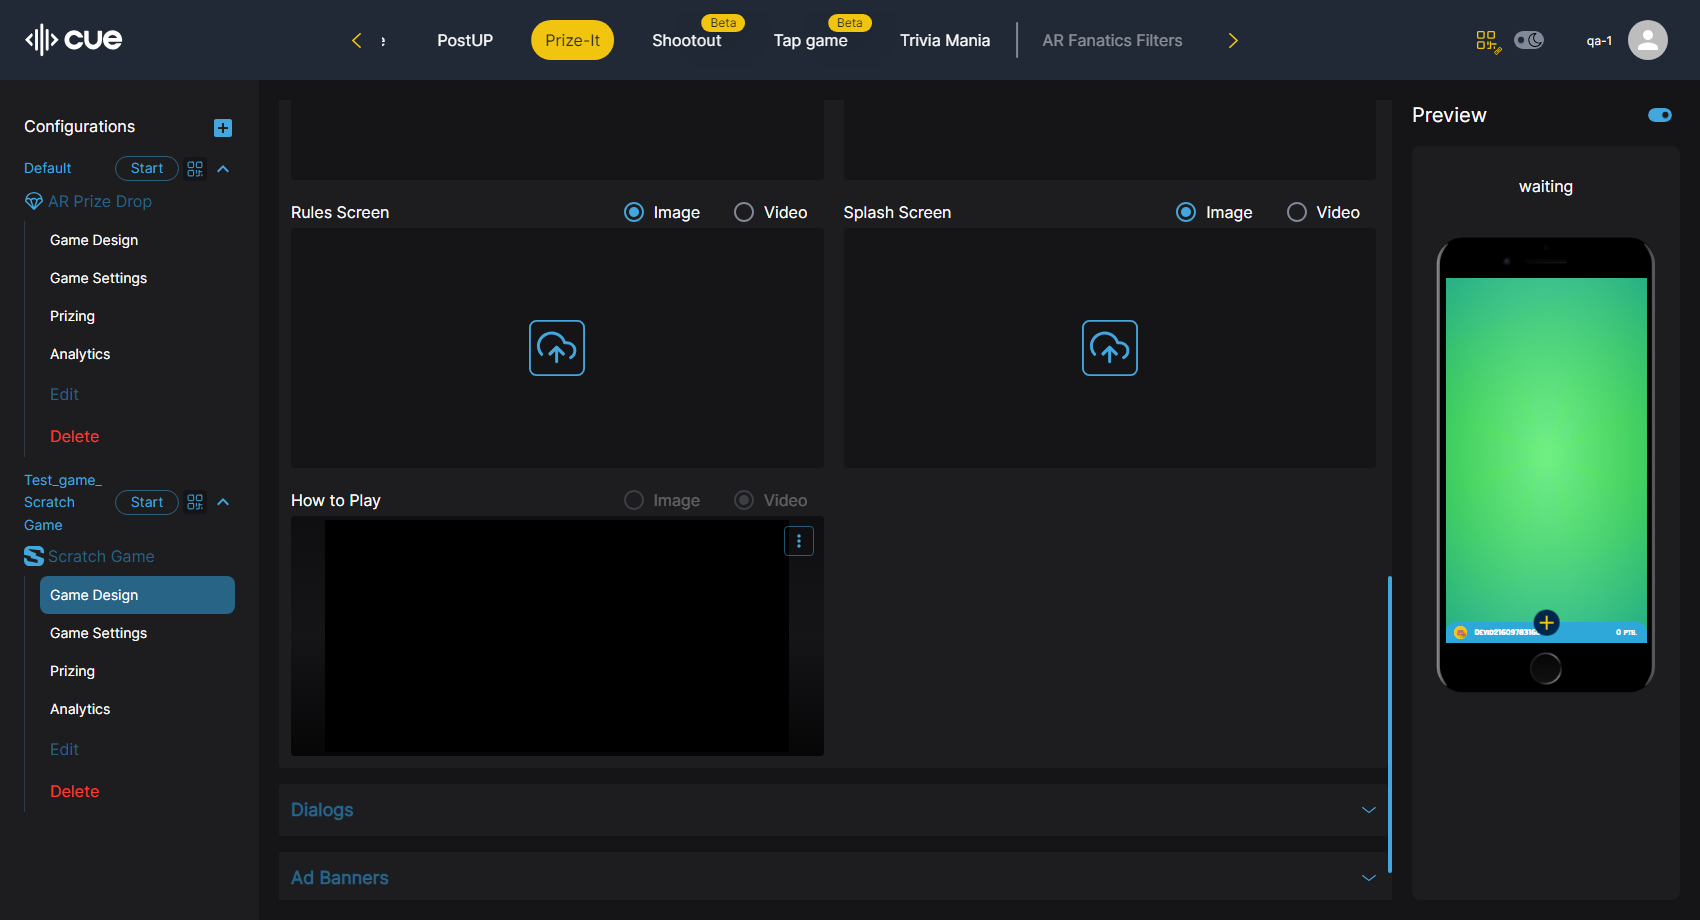 cue
PostUP
Prize-It
Shootout
Beta
Tap game
Beta
Trivia Mania
AR Fanatics Filters
qa-1
Configurations
Default
Start
AR Prize Drop
Game Design
Game Settings
Prizing
Analytics
Edit
Delete
Test_game_
Scratch
Game
Start
Scratch Game
Game Design
Game Settings
Prizing
Analytics
Edit
Delete
Rules Screen
Image
Video
Splash Screen
Image
Video
How to Play
Image
Video
Dialogs
Ad Banners
Preview
waiting
0 PTS.